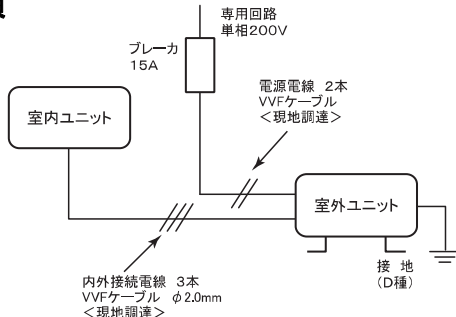 専用回路
単相200V
ブレーカ
15A
電源電線 2本
VVFケーブル
＜現地調達＞
室内ユニット
室外ユニット
接 地
(D種)
内外接続電線 3本
VVFケーブル φ2.0mm
＜現地調達＞